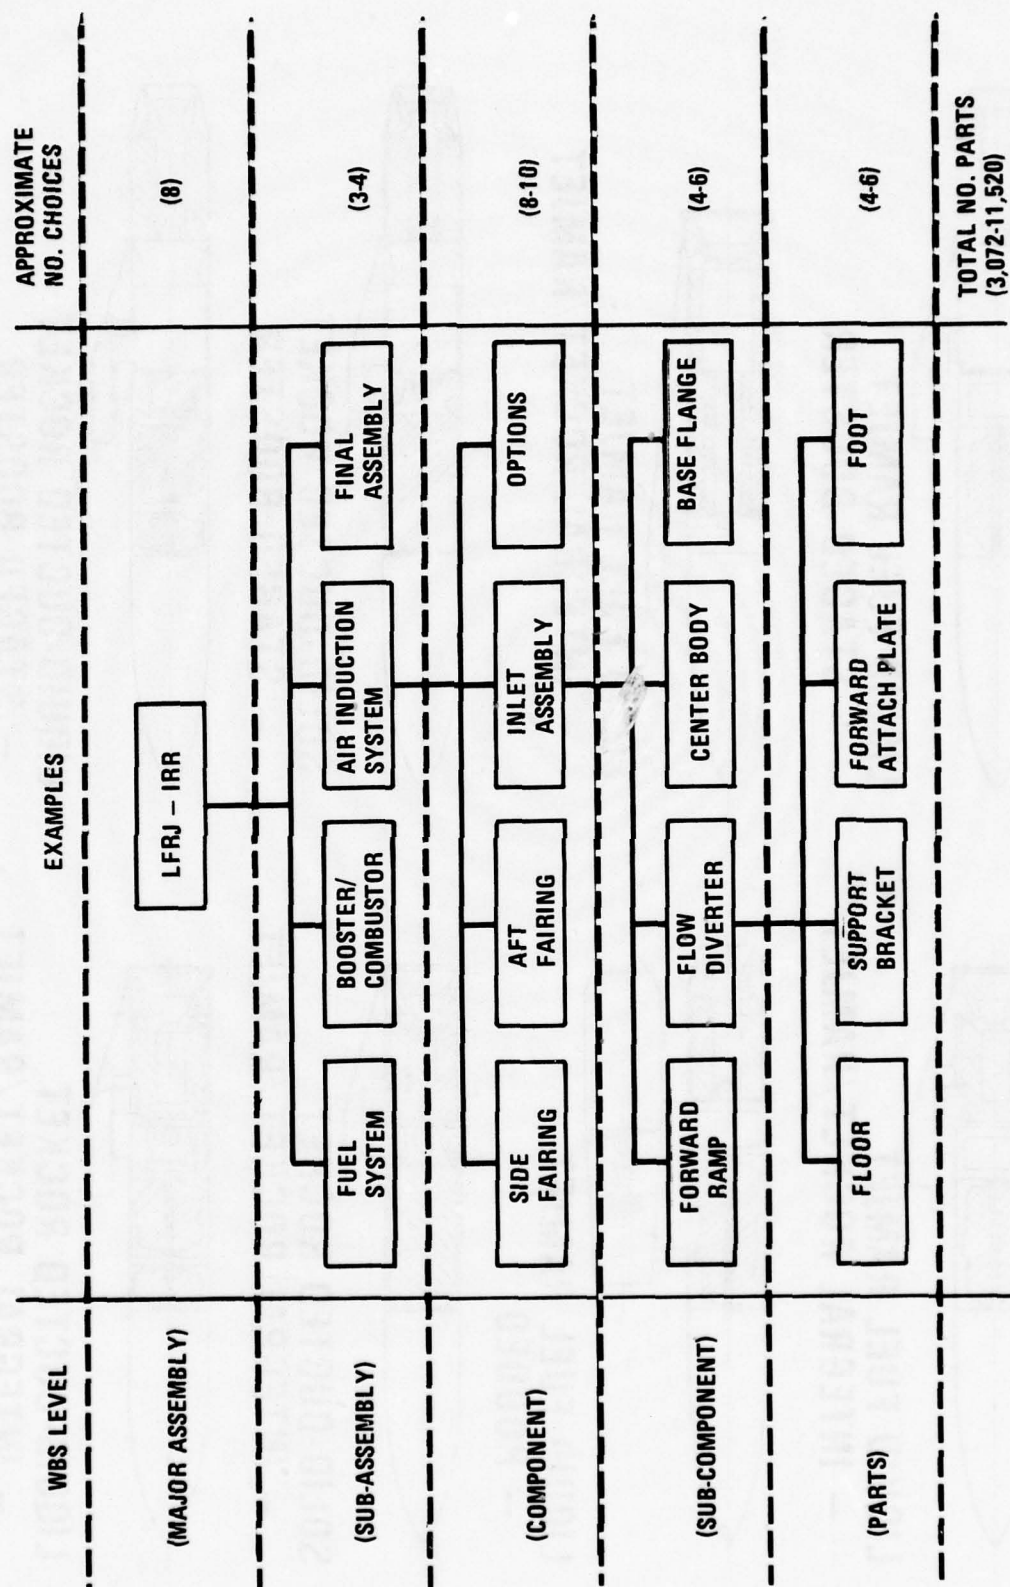 WBS LEVEL
EXAMPLES
APPROXIMATE
NO. CHOICES
(MAJOR ASSEMBLY)
LFRJ – IRR
(8)
(SUB-ASSEMBLY)
FUEL
SYSTEM
BOOSTER/
COMBUSTOR
AIR INDUCTION
SYSTEM
FINAL
ASSEMBLY
(3-4)
(COMPONENT)
SIDE
FAIRING
AFT
FAIRING
INLET
ASSEMBLY
OPTIONS
(8-10)
(SUB-COMPONENT)
FORWARD
RAMP
FLOW
DIVERTER
CENTER BODY
BASE FLANGE
(4-6)
(PARTS)
FLOOR
SUPPORT
BRACKET
FORWARD
ATTACH PLATE
FOOT
(4-6)
TOTAL NO. PARTS
(3,072-11,520)